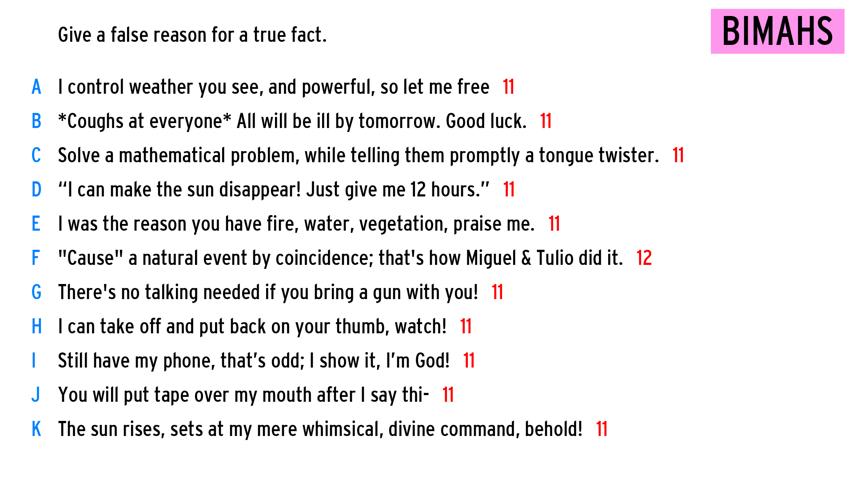 Give a false reason for a true fact.
BIMAHS
A I control weather you see, and powerful, so let me free 11
B *Coughs at everyone* All will be ill by tomorrow. Good luck. 11
C Solve a mathematical problem, while telling them promptly a tongue twister. 11
D “I can make the sun disappear! Just give me 12 hours.” 11
E I was the reason you have fire, water, vegetation, praise me. 11
F "Cause" a natural event by coincidence; that's how Miguel & Tulio did it. 12
G There's no talking needed if you bring a gun with you! 11
H I can take off and put back on your thumb, watch! 11
I Still have my phone, that’s odd; I show it, I’m God! 11
J You will put tape over my mouth after I say thi- 11
K The sun rises, sets at my mere whimsical, divine command, behold! 11